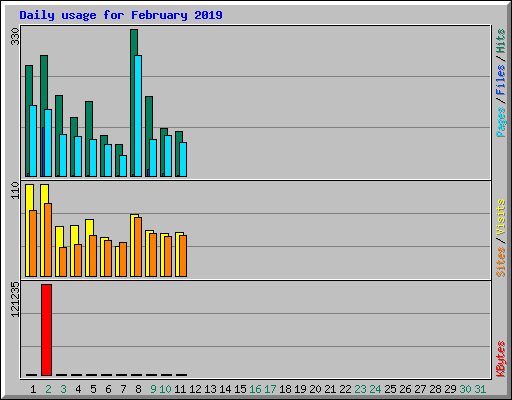 Daily usage for February 2019
330
Pages / Files / Hits
110
Sites / Visits
121235
KBytes
1 2 3 4 5 6 7 8 9 10 11 12 13 14 15 16 17 18 19 20 21 22 23 24 25 26 27 28 29 30 31